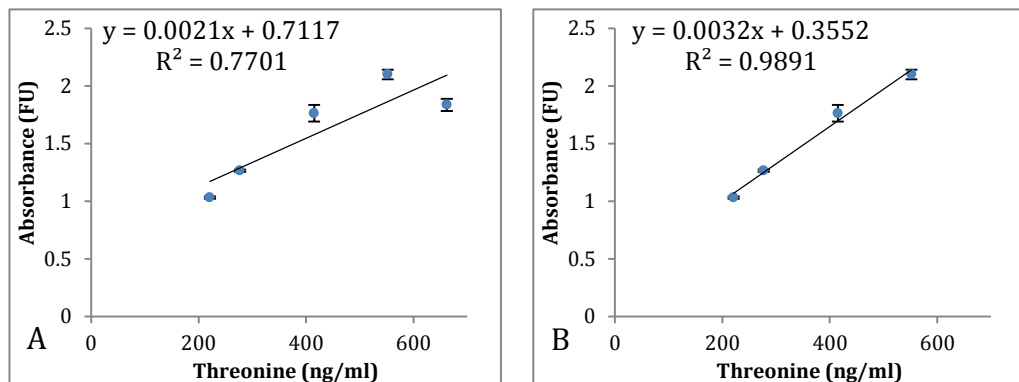 y = 0.0021x + 0.7117
R² = 0.7701
2.5
2
1.5
1
0.5
0
0
200
400
600
Absorbance (FU)
Threonine (ng/ml)
A
y = 0.0032x + 0.3552
R² = 0.9891
2.5
2
1.5
1
0.5
0
0
200
400
600
Absorbance (FU)
Threonine (ng/ml)
B